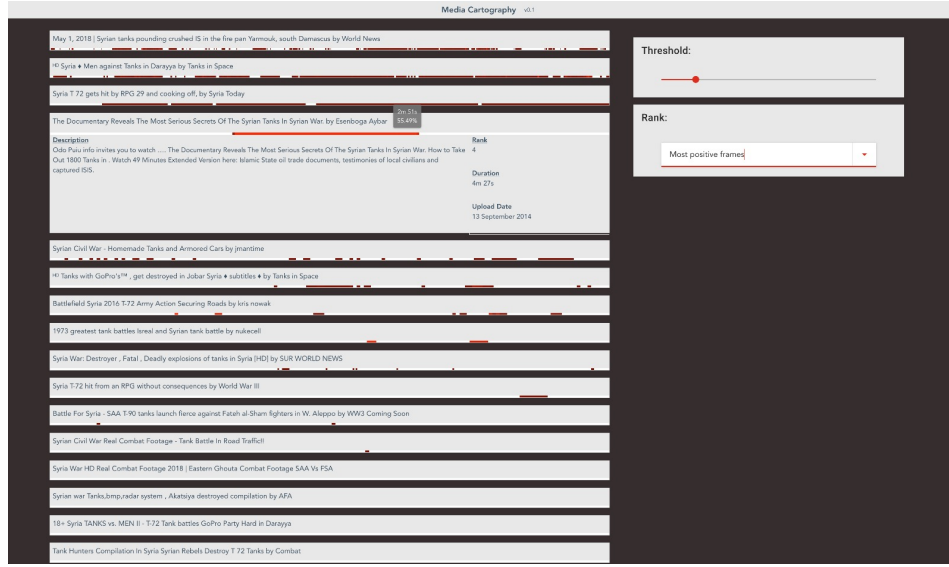 Media Cartography v0.1
May 1, 2018 | Syrian tanks pounding crushed IS in the fire pan Yarmouk, south Damascus by World News
HD Syria ♦ Men against Tanks in Darayya by Tanks in Space
Syria T 72 gets hit by RPG 29 and cooking off, by Syria Today
2m 51s
55.49%
The Documentary Reveals The Most Serious Secrets Of The Syrian Tanks In Syrian War. by Esenboga Aybar
Description
Odo Puiu info invites you to watch ..... The Documentary Reveals The Most Serious Secrets Of The Syrian Tanks In Syrian War. How to Take
Out 1800 Tanks in . Watch 49 Minutes Extended Version here: Islamic State oil trade documents, testimonies of local civilians and
captured ISIS.
Rank
4
Duration
4m 27s
Upload Date
13 September 2014
Syrian Civil War - Homemade Tanks and Armored Cars by jmantime
HD Tanks with GoPro's™ , get destroyed in Jobar Syria ♦ subtitles ♦ by Tanks in Space
Battlefield Syria 2016 T-72 Army Action Securing Roads by kris nowak
1973 greatest tank battles Isreal and Syrian tank battle by nukecell
Syria War: Destroyer , Fatal , Deadly explosions of tanks in Syria [HD] by SUR WORLD NEWS
Syria T-72 hit from an RPG without consequences by World War III
Battle For Syria - SAA T-90 tanks launch fierce against Fateh al-Sham fighters in W. Aleppo by WW3 Coming Soon
Syrian Civil War Real Combat Footage - Tank Battle In Road Traffic!!
Syria War HD Real Combat Footage 2018 | Eastern Ghouta Combat Footage SAA Vs FSA
Syrian war Tanks,bmp,radar system , Akatsiya destroyed compilation by AFA
18+ Syria TANKS vs. MEN II - T-72 Tank battles GoPro Party Hard in Darayya
Tank Hunters Compilation In Syria Syrian Rebels Destroy T 72 Tanks by Combat
Threshold:
Rank:
Most positive frames